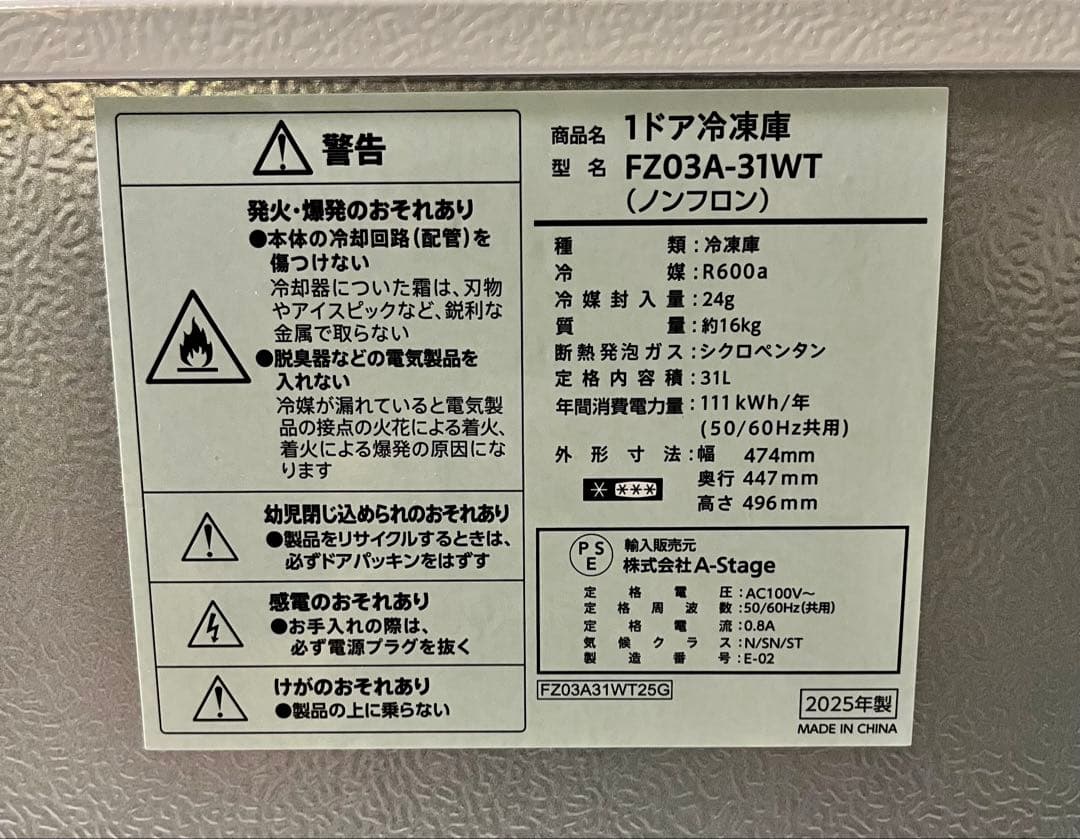 警告
発火・爆発のおそれあり
●本体の冷却回路(配管)を
傷つけない
冷却器についた霜は、刃物
やアイスピックなど、鋭利な
金属で取らない
●脱臭器などの電気製品を
入れない
冷媒が漏れていると電気製
品の接点の火花による着火、
着火による爆発の原因にな
ります
幼児閉じ込められのおそれあり
●製品をリサイクルするときは、
必ずドアパッキンをはずす
感電のおそれあり
●お手入れの際は、
必ず電源プラグを抜く
けがのおそれあり
●製品の上に乗らない
商品名 1ドア冷凍庫
型名 FZ03A-31WT
(ノンフロン)
種類:冷凍庫
冷媒:R600a
冷媒封入量:24g
質量:約16kg
断熱発泡ガス:シクロペンタン
定格内容積:31L
年間消費電力量:111kWh/年
(50/60Hz共用)
外形寸法:幅 474mm
奥行 447mm
高さ 496mm
PSE
輸入販売元
株式会社A-Stage
定格電圧:AC100V～
定格周波数:50/60Hz(共用)
定格電流:0.8A
気候クラス:N/SN/ST
製造番号:E-02
FZ03A31WT25G
2025年製
MADE IN CHINA